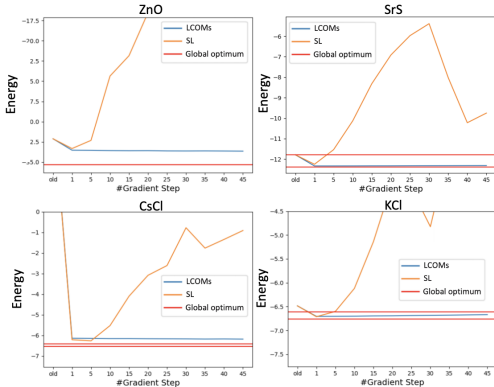 ZnO
−17.5
−70.0
2.5
0.0
2.5
Energy
LCOMs
SL
Global optimum
old 1 5 10 15 20 25 30 35 40 45
#Gradient Step
SrS
−6
−7
−8
−9
−10
−11
−12
Energy
LCOMs
SL
Global optimum
old 1 5 10 15 20 25 30 35 40 45
#Gradient Step
CsCl
0
−1
−2
−3
−4
−5
−6
−7
Energy
LCOMs
SL
Global optimum
old 1 5 10 15 20 25 30 35 40 45
#Gradient Step
KCl
−4.5
−5.0
−5.5
−6.0
−6.5
−7.0
−7.5
Energy
LCOMs
SL
Global optimum
old 1 5 10 15 20 25 30 35 40 45
#Gradient Step